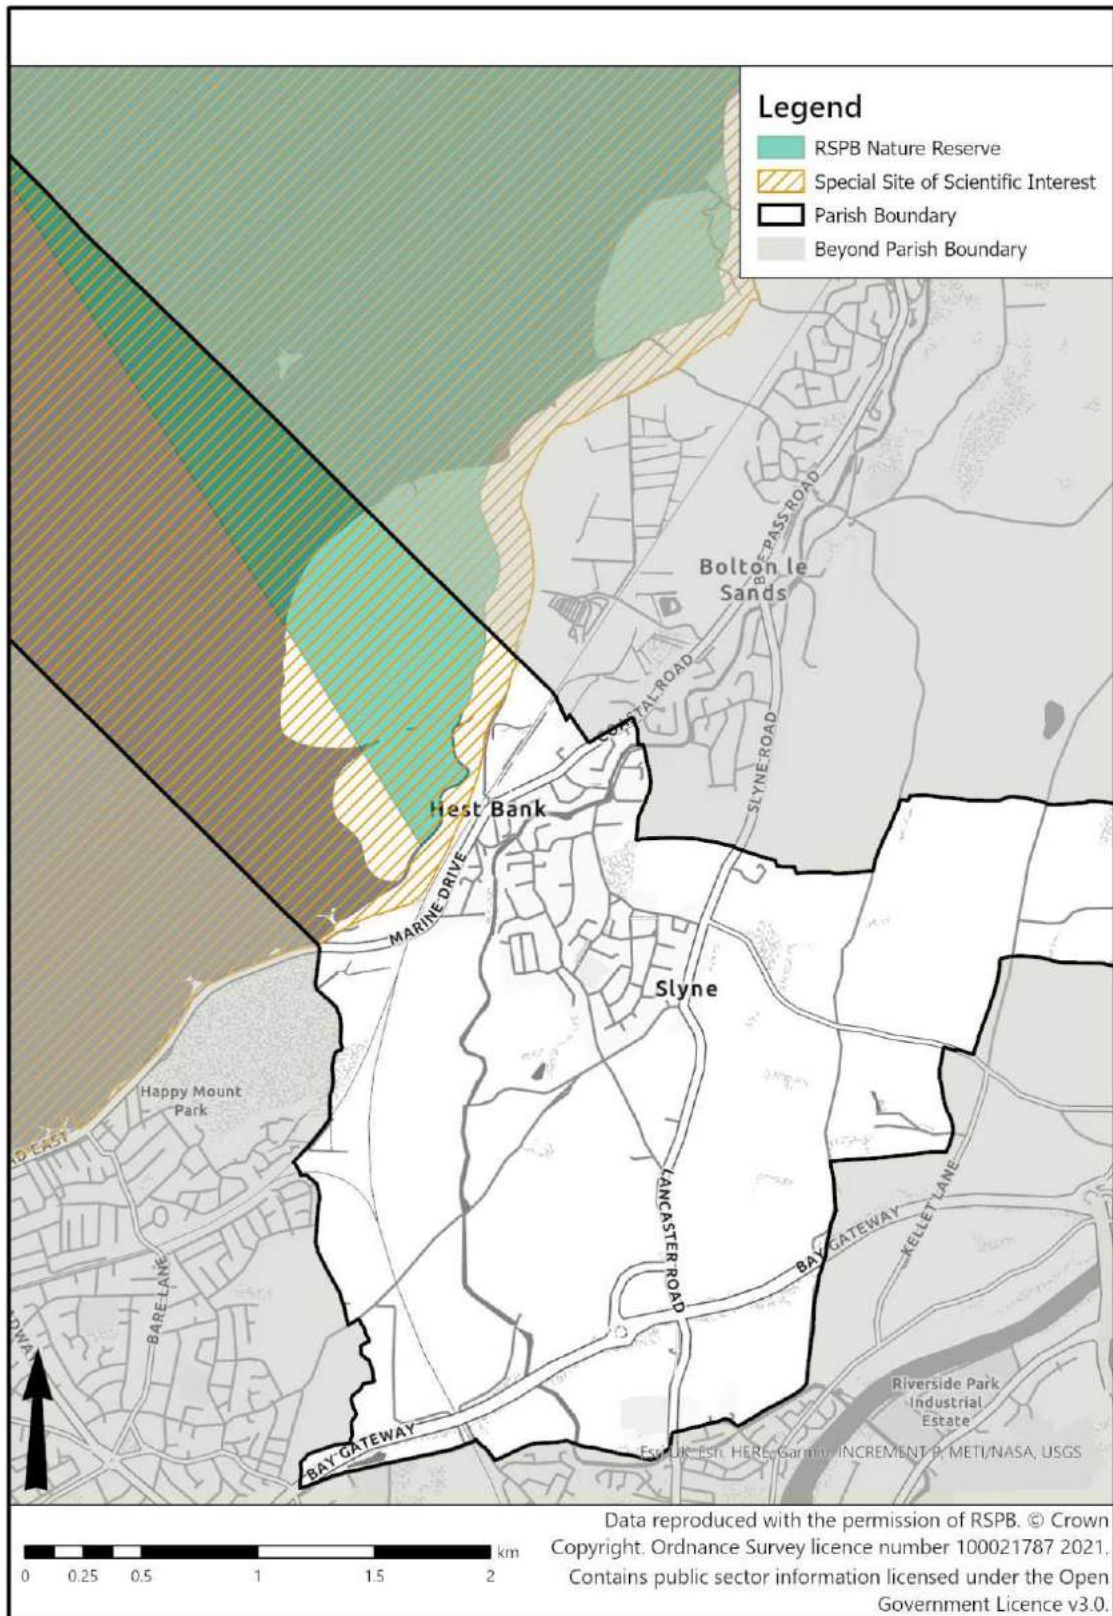 Legend
RSPB Nature Reserve
Special Site of Scientific Interest
Parish Boundary
Beyond Parish Boundary
BY-PASS ROAD
Bolton le
Sands
COASTAL ROAD
SLYNE ROAD
Hest Bank
MARINE DRIVE
Slyne
Happy Mount
Park
AD EAST
BARE LANE
ADWAY
LANCASTER ROAD
BAY GATEWAY
KELLET LANE
BAY GATEWAY
Riverside Park
Industrial
Estate
Esri UK, Esri, HERE, Garmin, INCREMENT P, METI/NASA, USGS
Data reproduced with the permission of RSPB. © Crown
Copyright. Ordnance Survey licence number 100021787 2021.
Contains public sector information licensed under the Open
Government Licence v3.0.
km
0 0.25 0.5 1 1.5 2